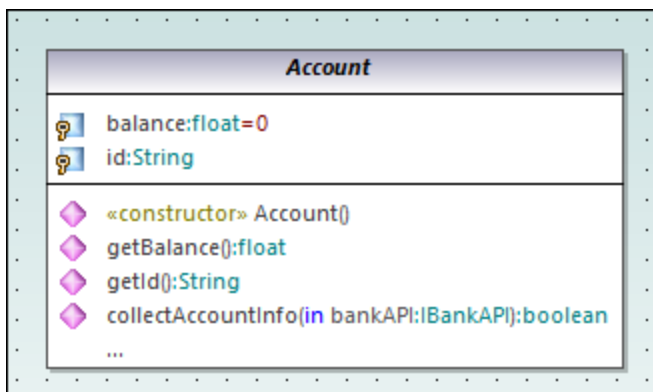 Account
balance:float=0
id:String
«constructor» Account()
getBalance():float
getId():String
collectAccountInfo(in bankAPI:IBankAPI):boolean
...